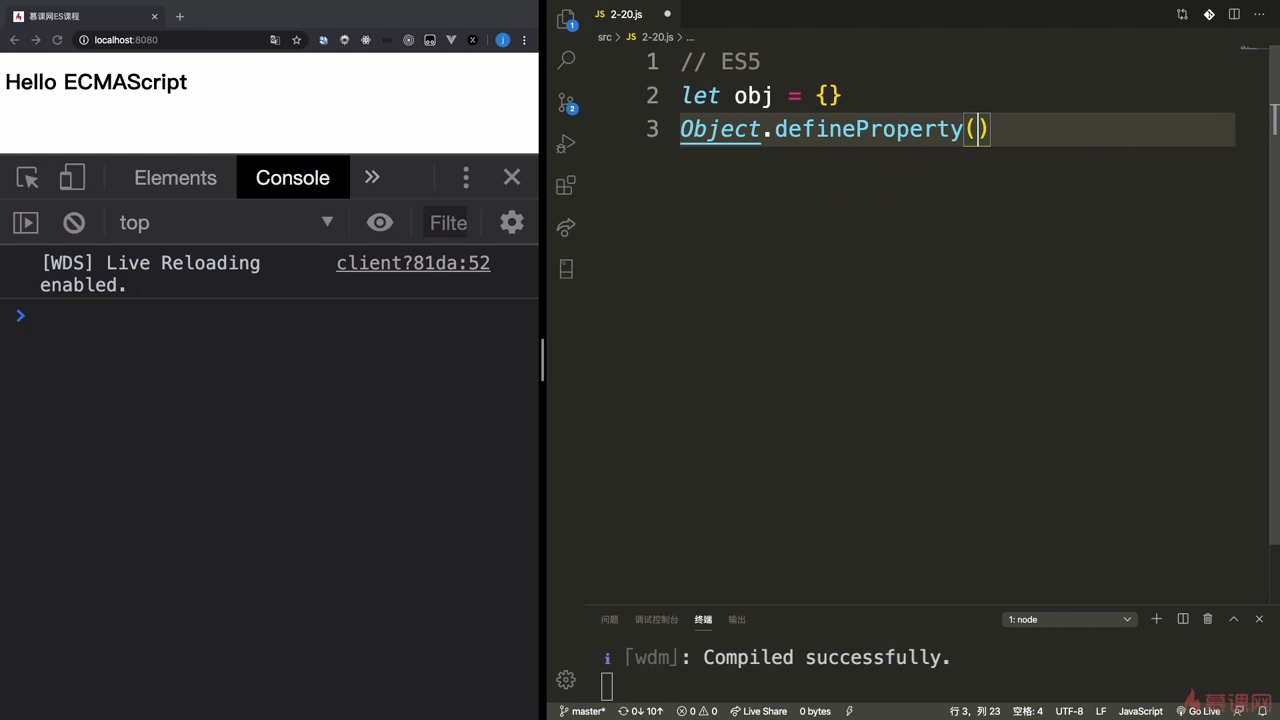 慕课网ES课程
localhost:8080
Hello ECMAScript
Elements
Console
top
Filte
[WDS] Live Reloading enabled.
client?81da:52
JS 2-20.js
src > JS 2-20.js > ...
1 // ES5
2 let obj = {}
3 Object.defineProperty()
问题
调试控制台
终端
输出
1: node
i ｢wdm｣: Compiled successfully.
master*
0↓ 10↑
0 0
Live Share
0 bytes
行 3，列 23
空格: 4
UTF-8
LF
JavaScript
Go Live
慕课网